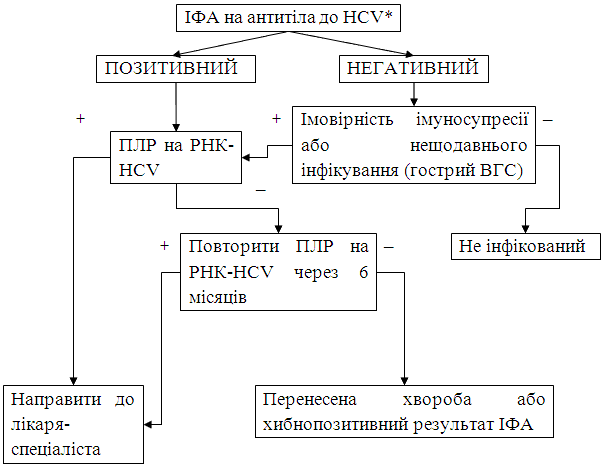 ІФА на антитіла до HCV*
ПОЗИТИВНИЙ
НЕГАТИВНИЙ
+
+
Імовірність імуносупресії
або нешодавнього
інфікування (гострий ВГС)
–
ПЛР на РНК-
HCV
–
Не інфікований
+
Повторити ПЛР на
РНК-HCV через 6
місяців
–
Направити до
лікаря-
спеціаліста
Перенесена хвороба або
хибнопозитивний результат ІФА